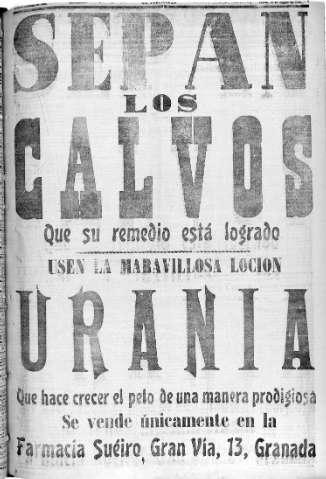 SEPAN
LOS
CALVOS
Que su remedio está logrado
USEN LA MARAVILLOSA LOCION
URANIA
Que hace crecer el pelo de una manera prodigiosa
Se vende únicamente en la
Farmacia Suéiro, Gran Vía, 13, Granada